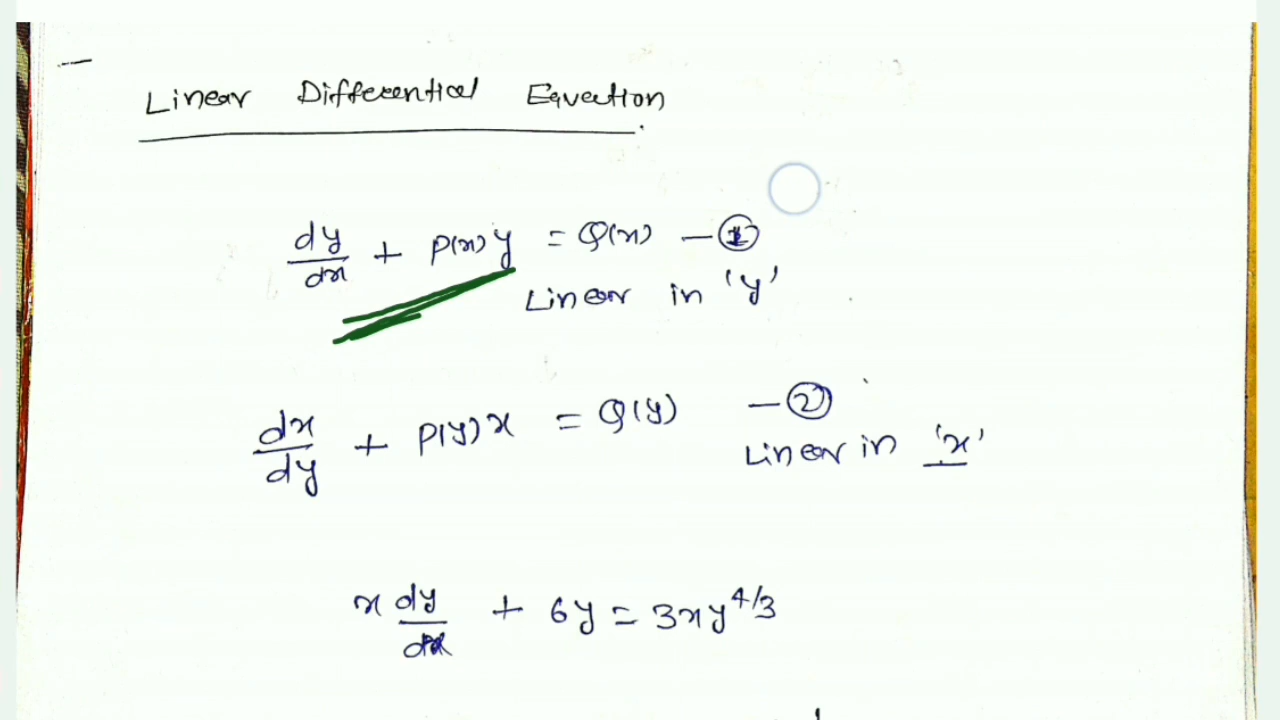 Linear Differential Equation
dy/dx + P(x)y = Q(x) — ①
Linear in 'y'
dx/dy + P(y)x = Q(y) — ②
Linear in 'x'
x dy/dx + 6y = 3xy^4/3